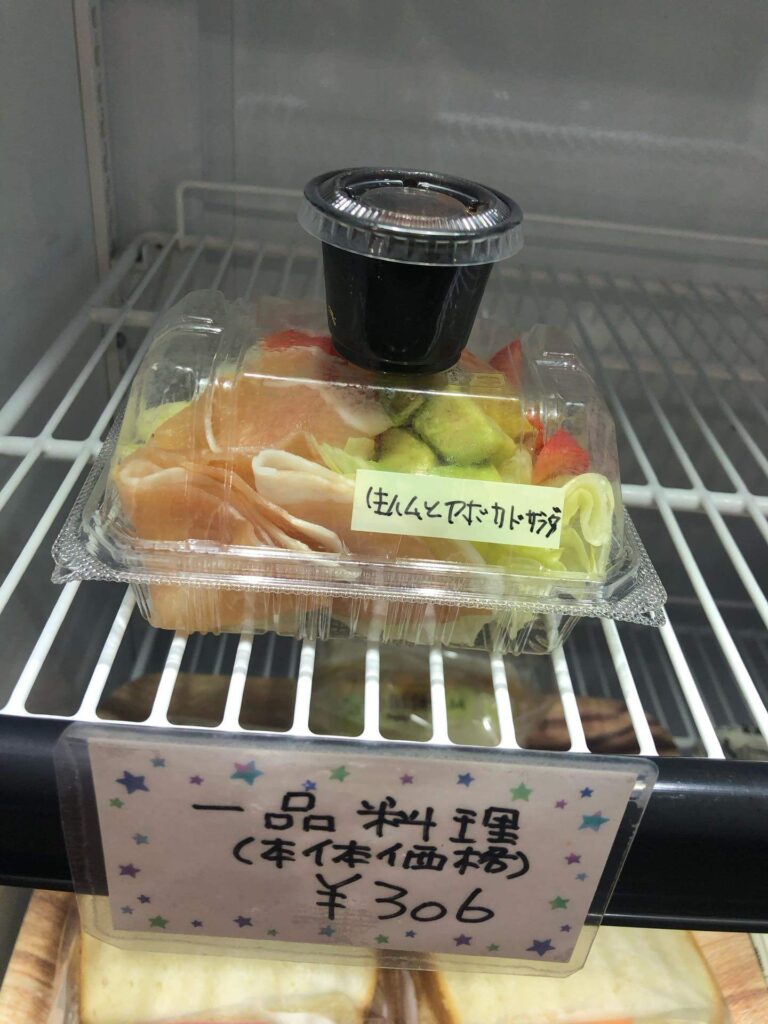 生ハムとアボカドサラダ
一品料理
(本体価格)
¥306